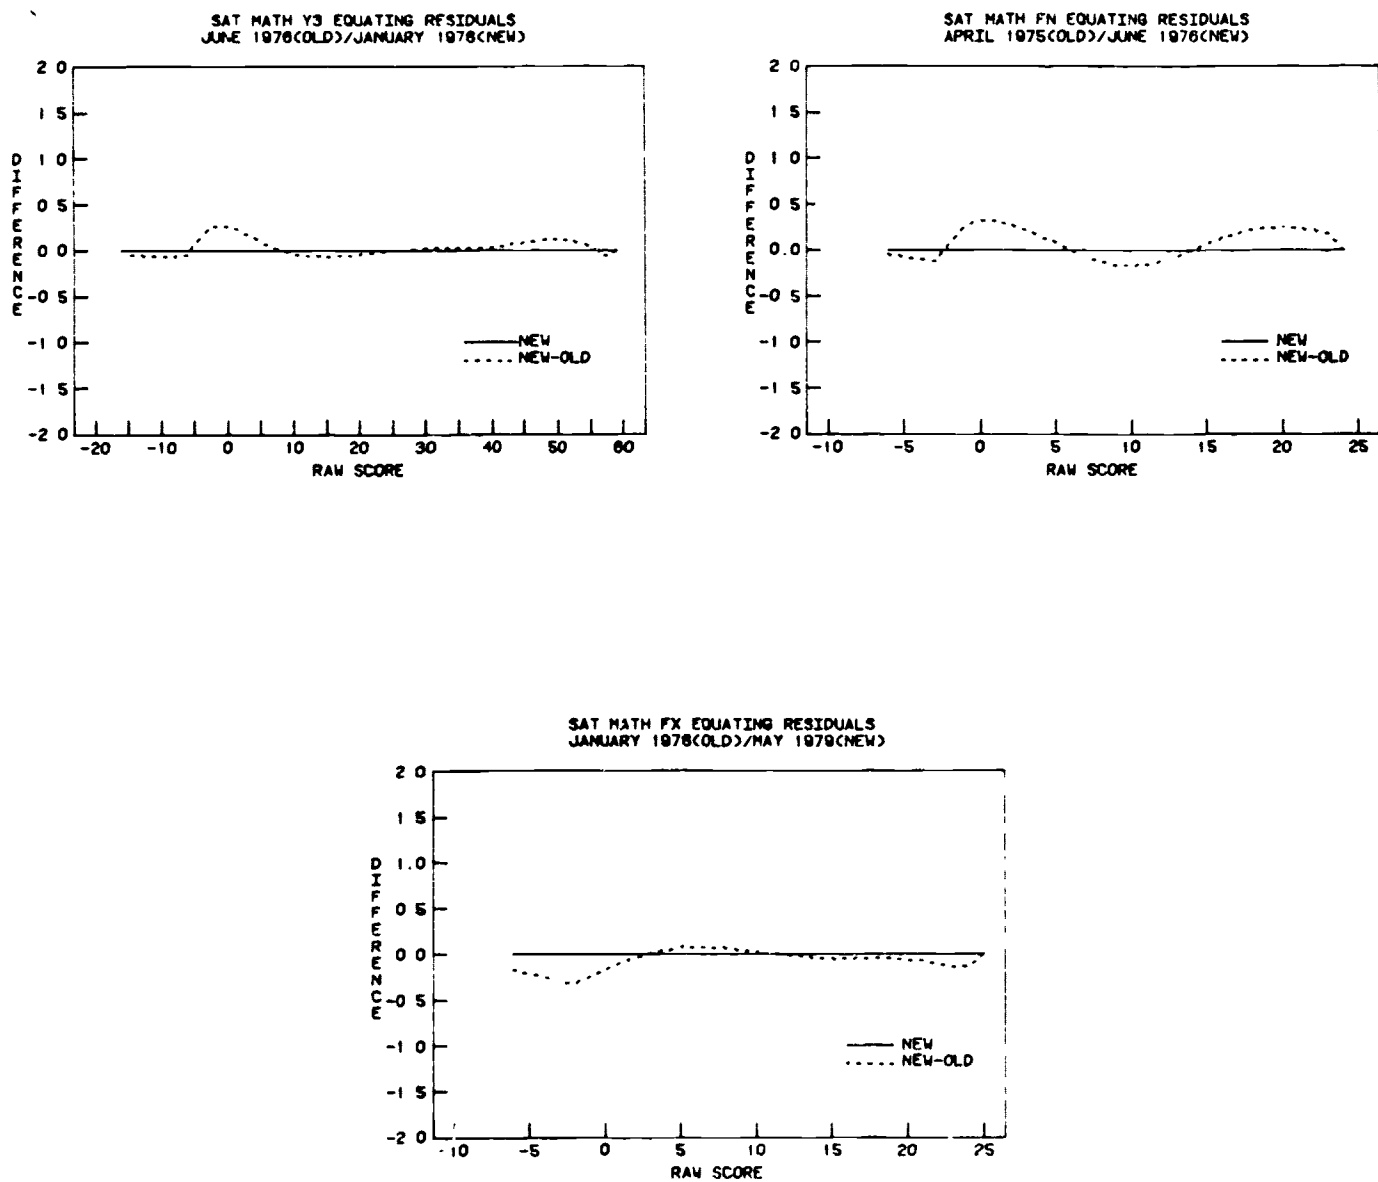 SAT MATH Y3 EQUATING RESIDUALS
JUNE 1976(OLD)/JANUARY 1976(NEW)
2 0
1 5
1 0
0 5
0 0
-0 5
-1 0
-1 5
-2 0
DIFFERENCE
NEW
NEW-OLD
-20 -10 0 10 20 30 40 50 60
RAW SCORE
SAT MATH FN EQUATING RESIDUALS
APRIL 1975(OLD)/JUNE 1976(NEW)
2 0
1 5
1 0
0 5
0.0
-0 5
-1 0
-1 5
-2 0
DIFFERENCE
NEW
NEW-OLD
-10 -5 0 5 10 15 20 25
RAW SCORE
SAT MATH FX EQUATING RESIDUALS
JANUARY 1976(OLD)/MAY 1979(NEW)
2 0
1 5
1.0
0 5
0 0
-0 5
-1 0
-1 5
-2 0
DIFFERENCE
NEW
NEW-OLD
-10 -5 0 5 10 15 20 25
RAW SCORE